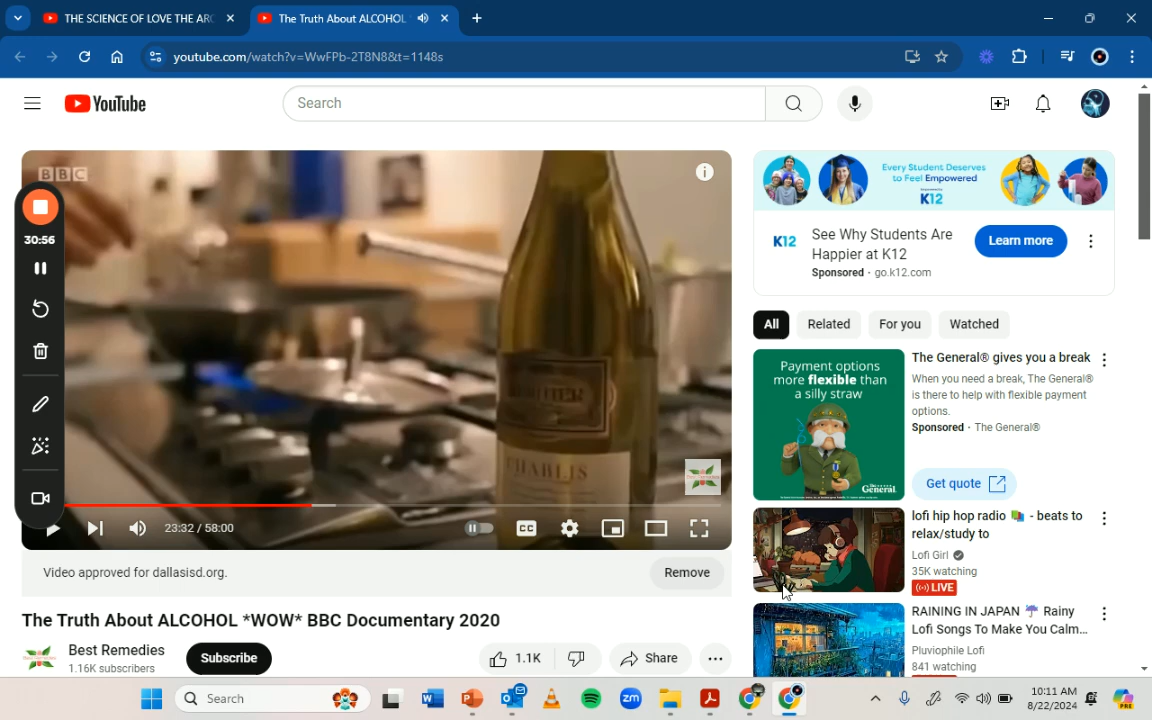 THE SCIENCE OF LOVE THE AR
The Truth About ALCOHOL
youtube.com/watch?v=WwFPb-2T8N8&t=1148s
YouTube
Search
BBC
30:56
CHABLIS
23:32 / 58:00
CC
Video approved for dallasisd.org.
Remove
The Truth About ALCOHOL *WOW* BBC Documentary 2020
Best Remedies
1.16K subscribers
Subscribe
1.1K
Share
Every Student Deserves
to Feel Empowered
K12
K12
See Why Students Are
Happier at K12
Sponsored · go.k12.com
Learn more
All
Related
For you
Watched
Payment options
more flexible than
a silly straw
The General
The General® gives you a break
When you need a break, The General®
is there to help with flexible payment
options.
Sponsored · The General®
Get quote
lofi hip hop radio 📚 - beats to
relax/study to
Lofi Girl
35K watching
LIVE
RAINING IN JAPAN ☔ Rainy
Lofi Songs To Make You Calm...
Pluviophile Lofi
841 watching
Search
zm
10:11 AM
8/22/2024
PRE